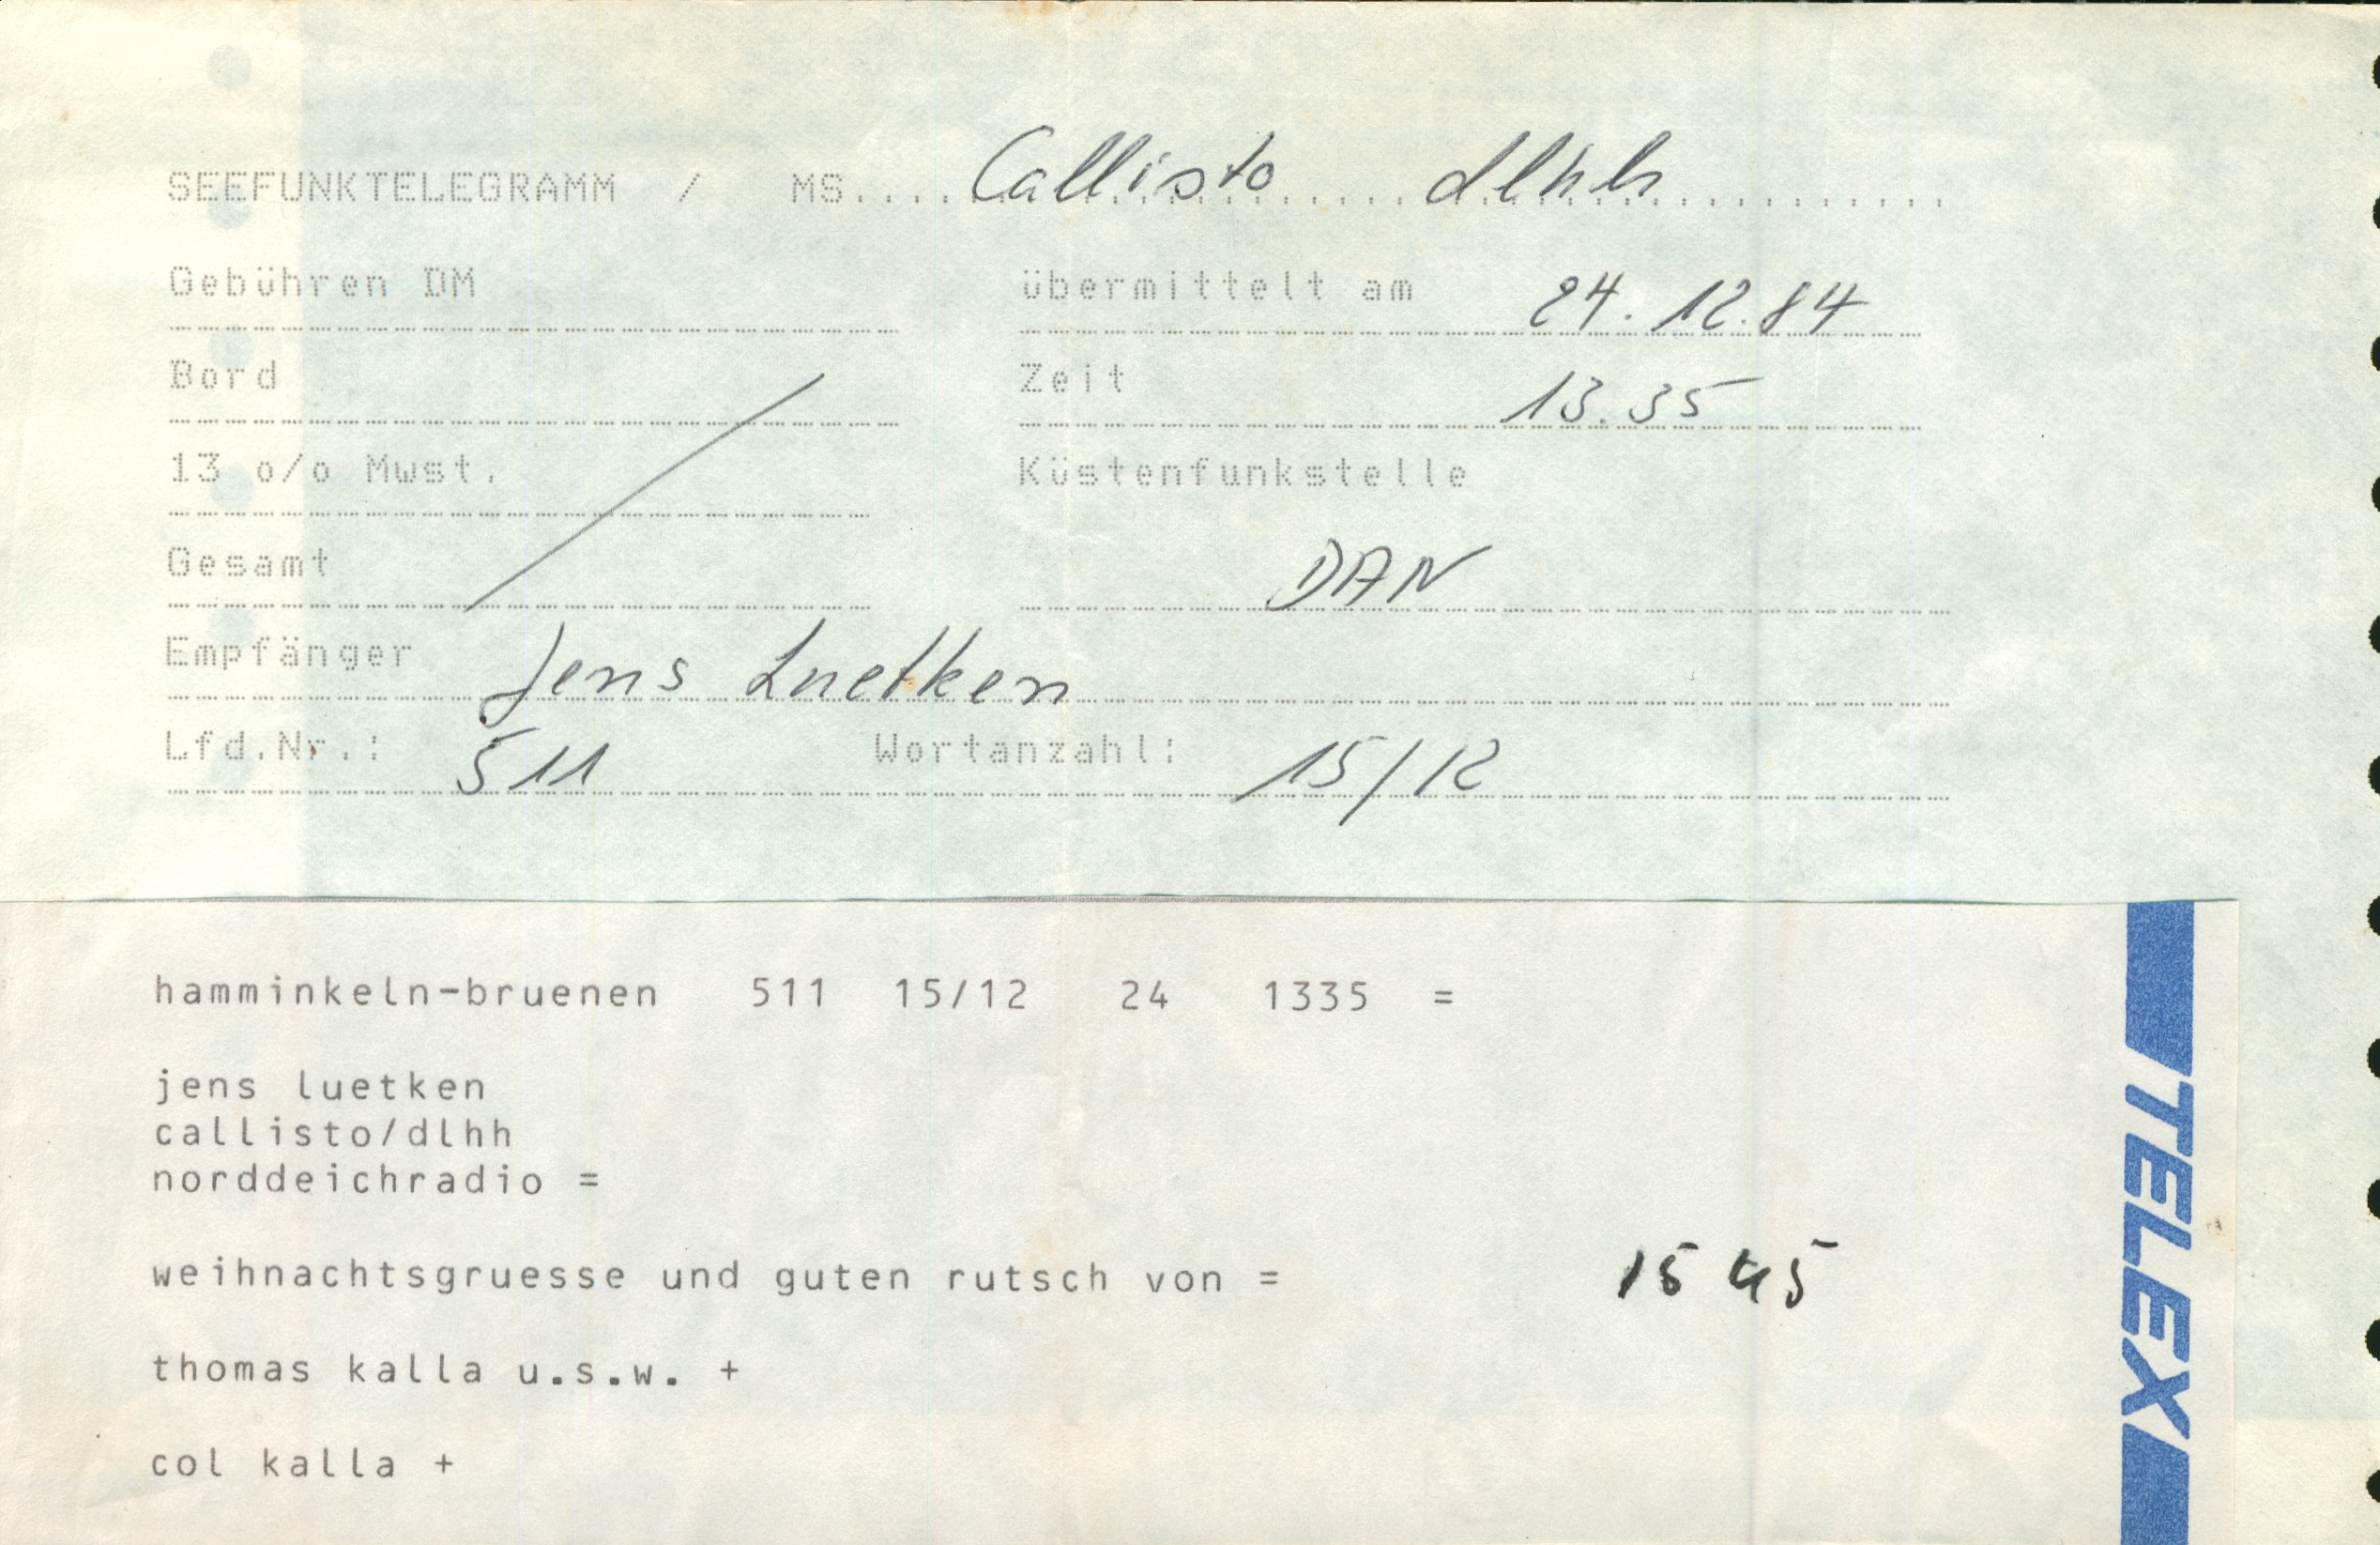 SEEFUNKTELEGRAMM / MS.... Callisto dlhh
Gebühren DM
übermittelt am 24.12.84
Bord
Zeit 13.35
13 o/o Mwst.
Küstenfunkstelle
Gesamt
DAN
Empfänger Jens Luetken
Lfd.Nr.: 511 Wortanzahl: 15/12
hamminkeln-bruenen 511 15/12 24 1335 =
jens luetken
callisto/dlhh
norddeichradio =
weihnachtsgruesse und guten rutsch von =
1545
thomas kalla u.s.w. +
col kalla +
TELEX